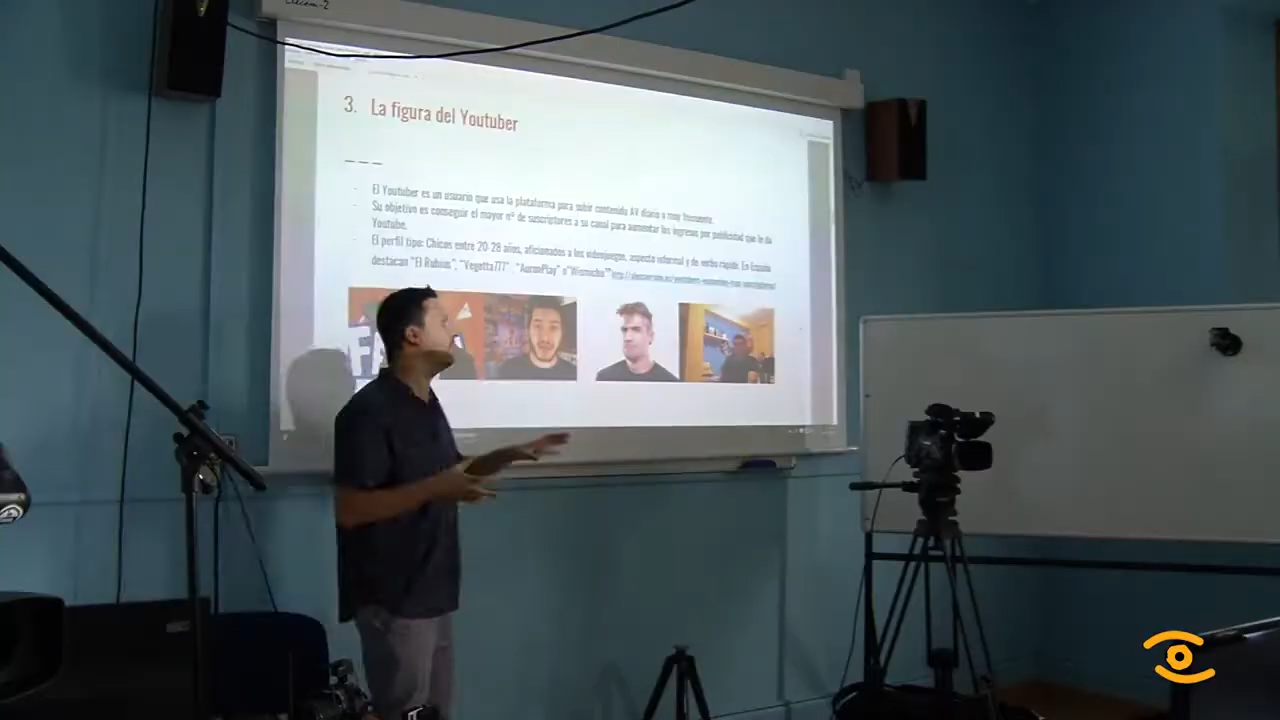 3. La figura del Youtuber
- El Youtuber es un usuario que usa la plataforma para subir contenido AV diario o muy frecuente.
- Su objetivo es conseguir el mayor nº de suscriptores a su canal para aumentar los ingresos por publicidad que le da
Youtube.
- El perfil tipo: Chicos entre 20-28 años, aficionados a los videojuegos, aspecto informal y de verbo rápido. En España
destacan "El Rubius", "Vegetta777", "AuronPlay" o "Wismichu"